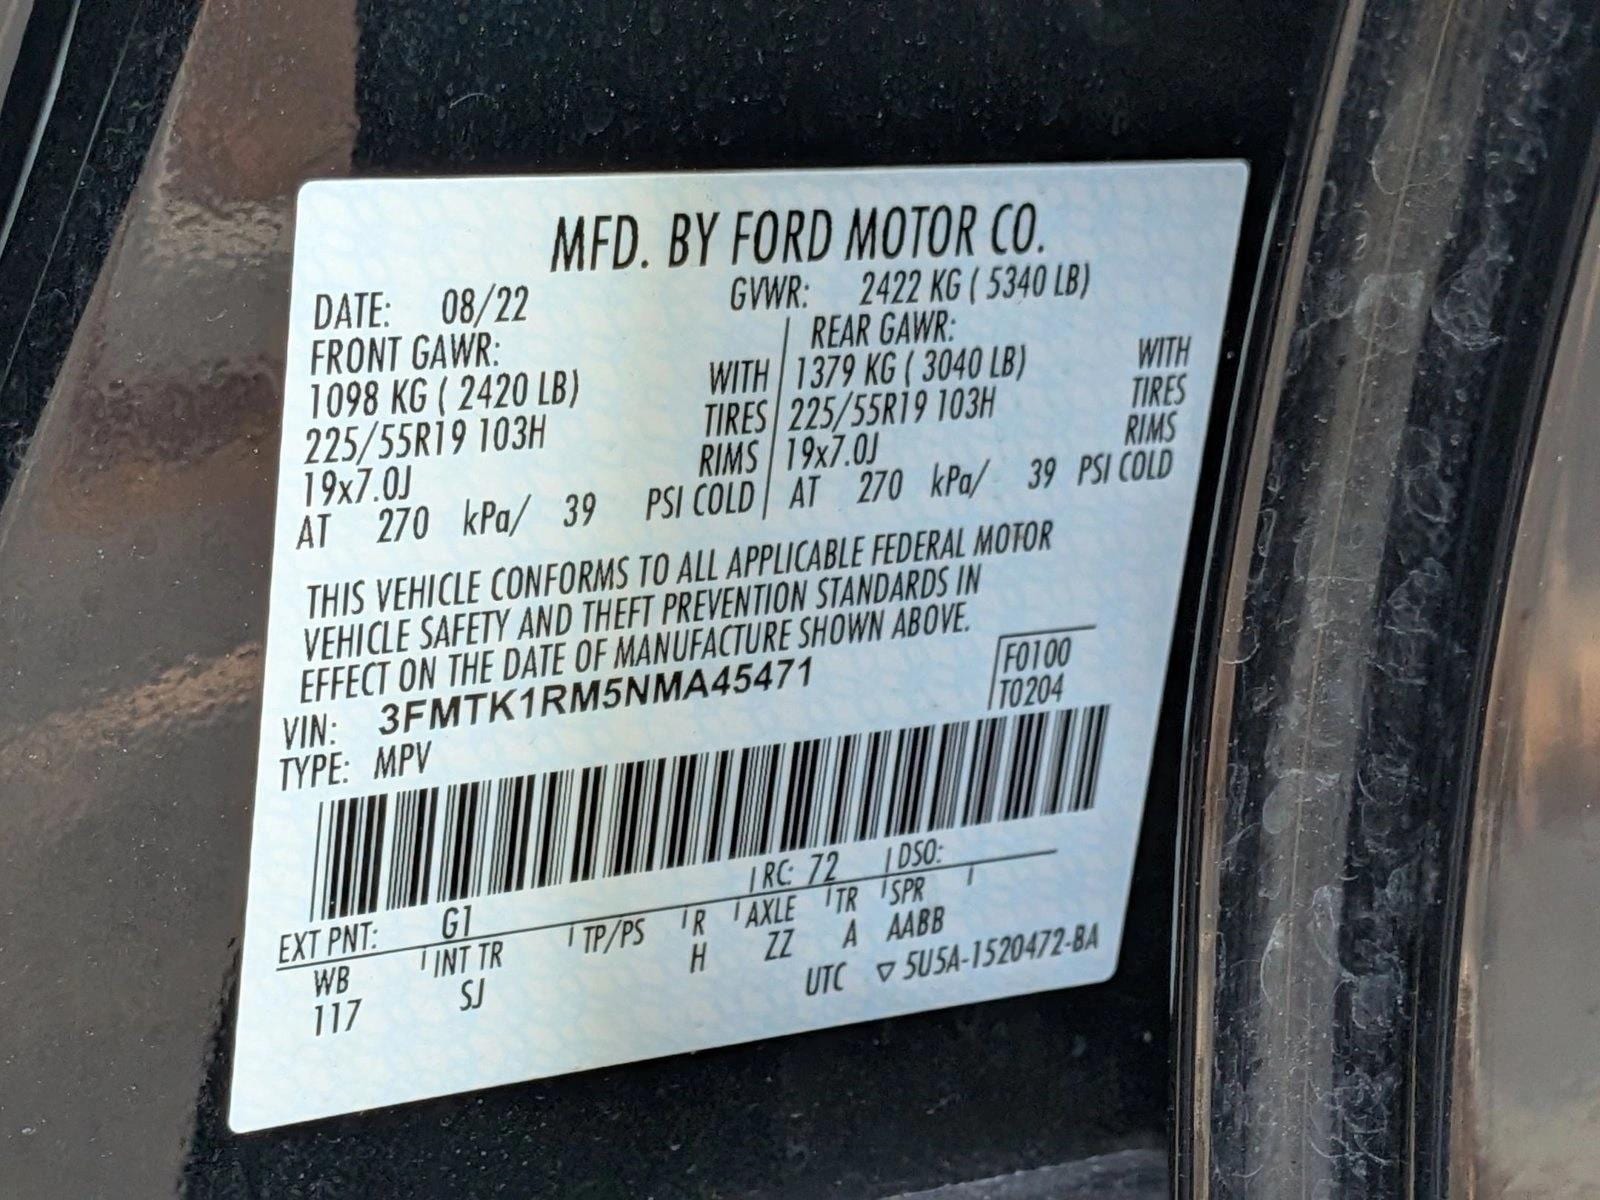 MFD. BY FORD MOTOR CO.
DATE: 08/22 GVWR: 2422 KG ( 5340 LB)
FRONT GAWR: REAR GAWR:
1098 KG ( 2420 LB) WITH 1379 KG ( 3040 LB) WITH
225/55R19 103H TIRES 225/55R19 103H TIRES
19x7.0J RIMS 19x7.0J RIMS
AT 270 kPa/ 39 PSI COLD AT 270 kPa/ 39 PSI COLD
THIS VEHICLE CONFORMS TO ALL APPLICABLE FEDERAL MOTOR
VEHICLE SAFETY AND THEFT PREVENTION STANDARDS IN
EFFECT ON THE DATE OF MANUFACTURE SHOWN ABOVE.
VIN: 3FMTK1RM5NMA45471 F0100
TYPE: MPV T0204
EXT PNT: G1 RC: 72 DSO:
WB INT TR TP/PS R AXLE TR SPR
117 SJ H ZZ A AABB
UTC ▽ 5U5A-1520472-BA